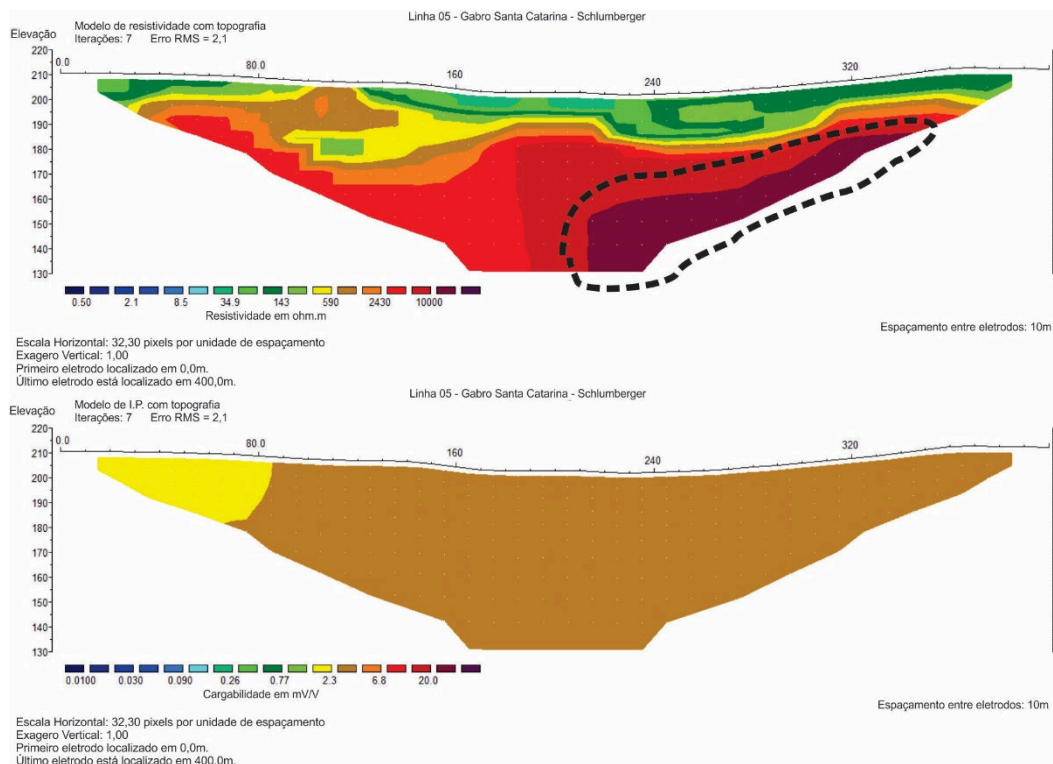 Linha 05 - Gabro Santa Catarina - Schlumberger
Modelo de resistividade com topografia
Elevação
Iterações: 7 Erro RMS = 2,1
220
210
200
190
180
170
160
150
140
130
0.0
80.0
160
240
320
0.50 2.1 8.5 34.9 143 590 2430 10000
Resistividade em ohm.m
Espaçamento entre eletrodos: 10m
Escala Horizontal: 32,30 pixels por unidade de espaçamento
Exagero Vertical: 1,00
Primeiro eletrodo localizado em 0,0m.
Último eletrodo está localizado em 400,0m.
Linha 05 - Gabro Santa Catarina - Schlumberger
Modelo de I.P. com topografia
Elevação
Iterações: 7 Erro RMS = 2,1
220
210
200
190
180
170
160
150
140
130
0.0
80.0
160
240
320
0.0100 0.030 0.090 0.26 0.77 2.3 6.8 20.0
Cargabilidade em mV/V
Espaçamento entre eletrodos: 10m
Escala Horizontal: 32,30 pixels por unidade de espaçamento
Exagero Vertical: 1,00
Primeiro eletrodo localizado em 0,0m.
Último eletrodo está localizado em 400,0m.